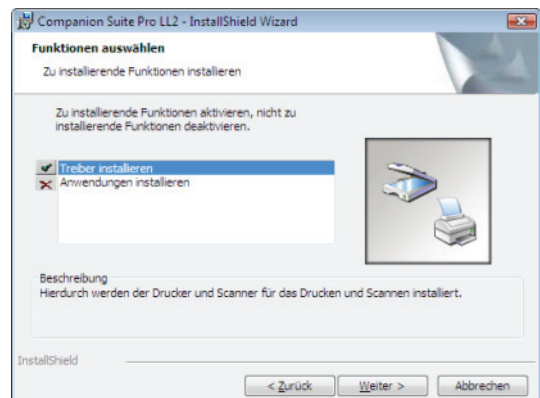 Companion Suite Pro LL2 - InstallShield Wizard
Funktionen auswählen
Zu installierende Funktionen installieren
Zu installierende Funktionen aktivieren, nicht zu
installierende Funktionen deaktivieren.
Treiber installieren
Anwendungen installieren
Beschreibung
Hierdurch werden der Drucker und Scanner für das Drucken und Scannen installiert.
InstallShield
< Zurück Weiter > Abbrechen